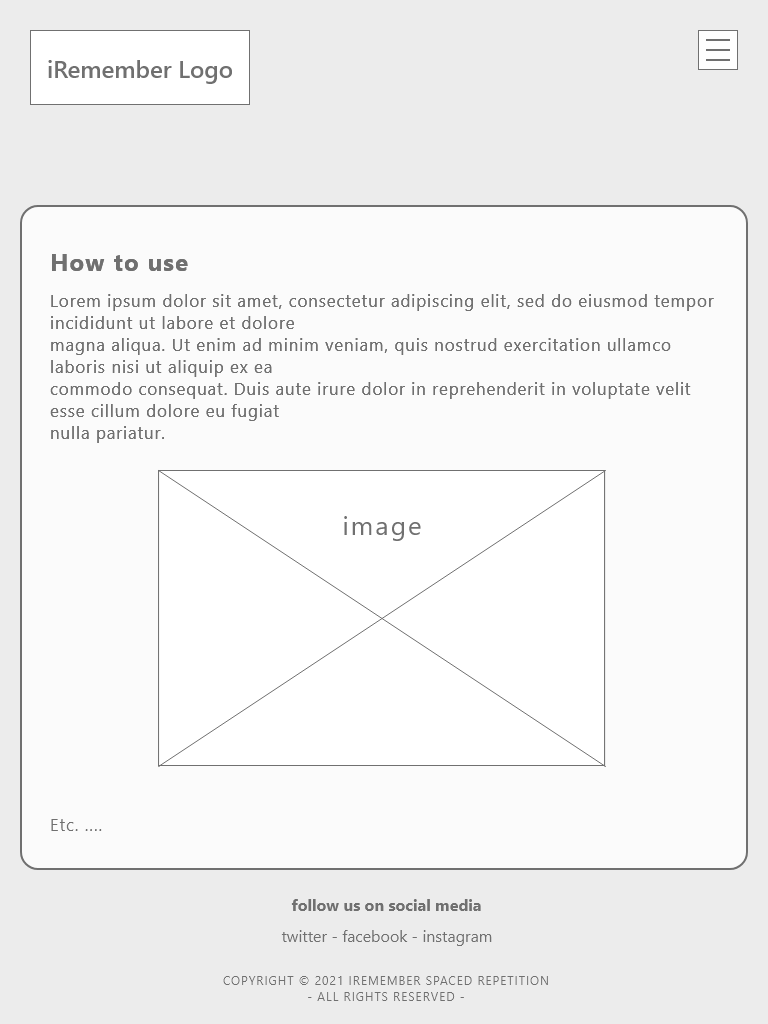 iRemember Logo
How to use
Lorem ipsum dolor sit amet, consectetur adipiscing elit, sed do eiusmod tempor
incididunt ut labore et dolore
magna aliqua. Ut enim ad minim veniam, quis nostrud exercitation ullamco
laboris nisi ut aliquip ex ea
commodo consequat. Duis aute irure dolor in reprehenderit in voluptate velit
esse cillum dolore eu fugiat
nulla pariatur.
image
Etc. ....
follow us on social media
twitter - facebook - instagram
COPYRIGHT © 2021 IREMEMBER SPACED REPETITION
- ALL RIGHTS RESERVED -